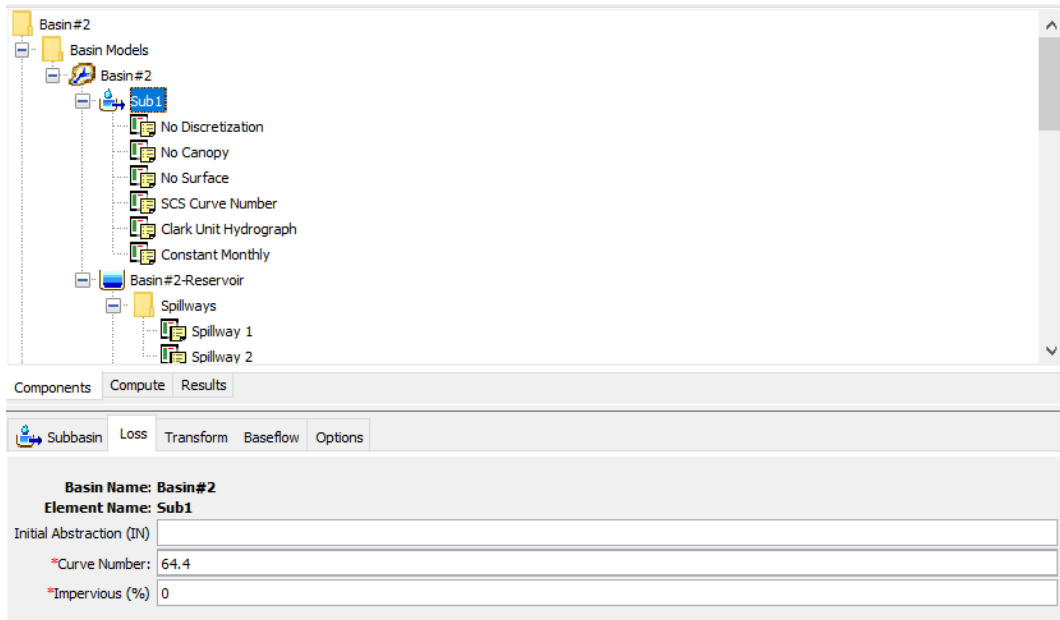 Basin#2
Basin Models
Basin#2
Sub1
No Discretization
No Canopy
No Surface
SCS Curve Number
Clark Unit Hydrograph
Constant Monthly
Basin#2-Reservoir
Spillways
Spillway 1
Spillway 2
Components Compute Results
Subbasin Loss Transform Baseflow Options
Basin Name: Basin#2
Element Name: Sub1
Initial Abstraction (IN)
*Curve Number: 64.4
*Impervious (%) 0